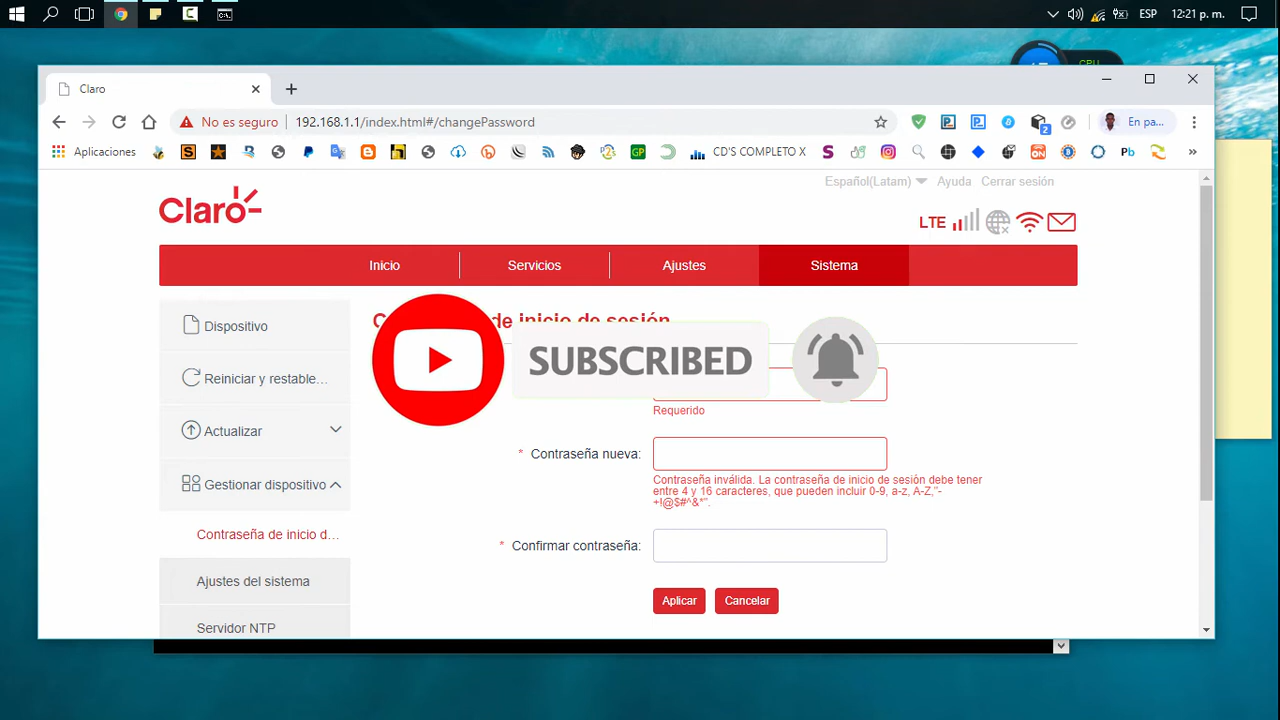 ESP
12:21 p. m.
CPU
Claro
No es seguro
192.168.1.1/index.html#/changePassword
En pa...
Aplicaciones
CD'S COMPLETO X
Pb
Español(Latam)
Ayuda
Cerrar sesión
Claro
LTE
Inicio
Servicios
Ajustes
Sistema
Dispositivo
Reiniciar y restable...
Actualizar
Gestionar dispositivo
Contraseña de inicio d...
Ajustes del sistema
Servidor NTP
de inicio de sesión
SUBSCRIBED
Requerido
* Contraseña nueva:
Contraseña inválida. La contraseña de inicio de sesión debe tener
entre 4 y 16 caracteres, que pueden incluir 0-9, a-z, A-Z,"-
+!@$#^&*".
* Confirmar contraseña:
Aplicar
Cancelar